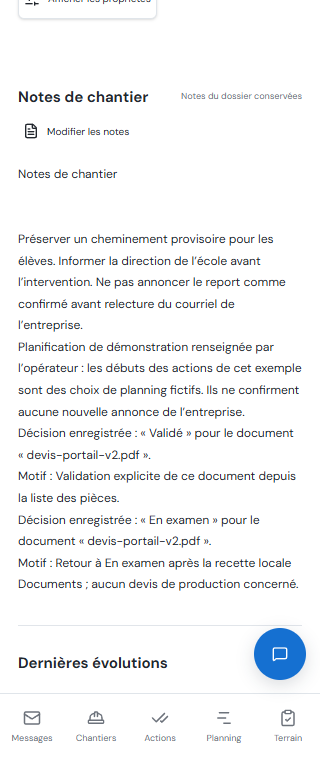 Afficher les propriétés
Notes de chantier
Notes du dossier conservées
Modifier les notes
Notes de chantier
Préserver un cheminement provisoire pour les
élèves. Informer la direction de l’école avant
l’intervention. Ne pas annoncer le report comme
confirmé avant relecture du courriel de
l’entreprise.
Planification de démonstration renseignée par
l’opérateur : les débuts des actions de cet exemple
sont des choix de planning fictifs. Ils ne confirment
aucune nouvelle annonce de l’entreprise.
Décision enregistrée : « Validé » pour le document
« devis-portail-v2.pdf ».
Motif : Validation explicite de ce document depuis
la liste des pièces.
Décision enregistrée : « En examen » pour le
document « devis-portail-v2.pdf ».
Motif : Retour à En examen après la recette locale
Documents ; aucun devis de production concerné.
Dernières évolutions
Messages
Chantiers
Actions
Planning
Terrain